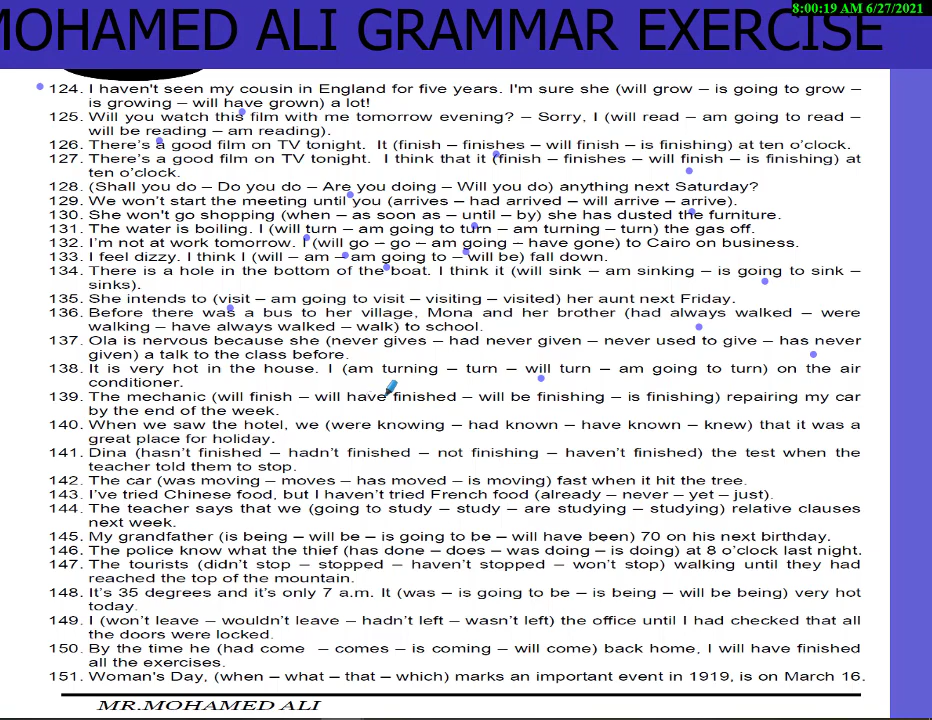 8:00:19 AM 6/27/2021
MOHAMED ALI GRAMMAR EXERCISE
124. I haven't seen my cousin in England for five years. I'm sure she (will grow – is going to grow –
is growing – will have grown) a lot!
125. Will you watch this film with me tomorrow evening? – Sorry, I (will read – am going to read –
will be reading – am reading).
126. There's a good film on TV tonight. It (finish – finishes – will finish – is finishing) at ten o'clock.
127. There's a good film on TV tonight. I think that it (finish – finishes – will finish – is finishing) at
ten o'clock.
128. (Shall you do – Do you do – Are you doing – Will you do) anything next Saturday?
129. We won't start the meeting until you (arrives – had arrived – will arrive – arrive).
130. She won't go shopping (when – as soon as – until – by) she has dusted the furniture.
131. The water is boiling. I (will turn – am going to turn – am turning – turn) the gas off.
132. I'm not at work tomorrow. I (will go – go – am going – have gone) to Cairo on business.
133. I feel dizzy. I think I (will – am – am going to – will be) fall down.
134. There is a hole in the bottom of the boat. I think it (will sink – am sinking – is going to sink –
sinks).
135. She intends to (visit – am going to visit – visiting – visited) her aunt next Friday.
136. Before there was a bus to her village, Mona and her brother (had always walked – were
walking – have always walked – walk) to school.
137. Ola is nervous because she (never gives – had never given – never used to give – has never
given) a talk to the class before.
138. It is very hot in the house. I (am turning – turn – will turn – am going to turn) on the air
conditioner.
139. The mechanic (will finish – will have finished – will be finishing – is finishing) repairing my car
by the end of the week.
140. When we saw the hotel, we (were knowing – had known – have known – knew) that it was a
great place for holiday.
141. Dina (hasn't finished – hadn't finished – not finishing – haven't finished) the test when the
teacher told them to stop.
142. The car (was moving – moves – has moved – is moving) fast when it hit the tree.
143. I've tried Chinese food, but I haven't tried French food (already – never – yet – just).
144. The teacher says that we (going to study – study – are studying – studying) relative clauses
next week.
145. My grandfather (is being – will be – is going to be – will have been) 70 on his next birthday.
146. The police know what the thief (has done – does – was doing – is doing) at 8 o'clock last night.
147. The tourists (didn't stop – stopped – haven't stopped – won't stop) walking until they had
reached the top of the mountain.
148. It's 35 degrees and it's only 7 a.m. It (was – is going to be – is being – will be being) very hot
today.
149. I (won't leave – wouldn't leave – hadn't left – wasn't left) the office until I had checked that all
the doors were locked.
150. By the time he (had come – comes – is coming – will come) back home, I will have finished
all the exercises.
151. Woman's Day, (when – what – that – which) marks an important event in 1919, is on March 16.
MR.MOHAMED ALI